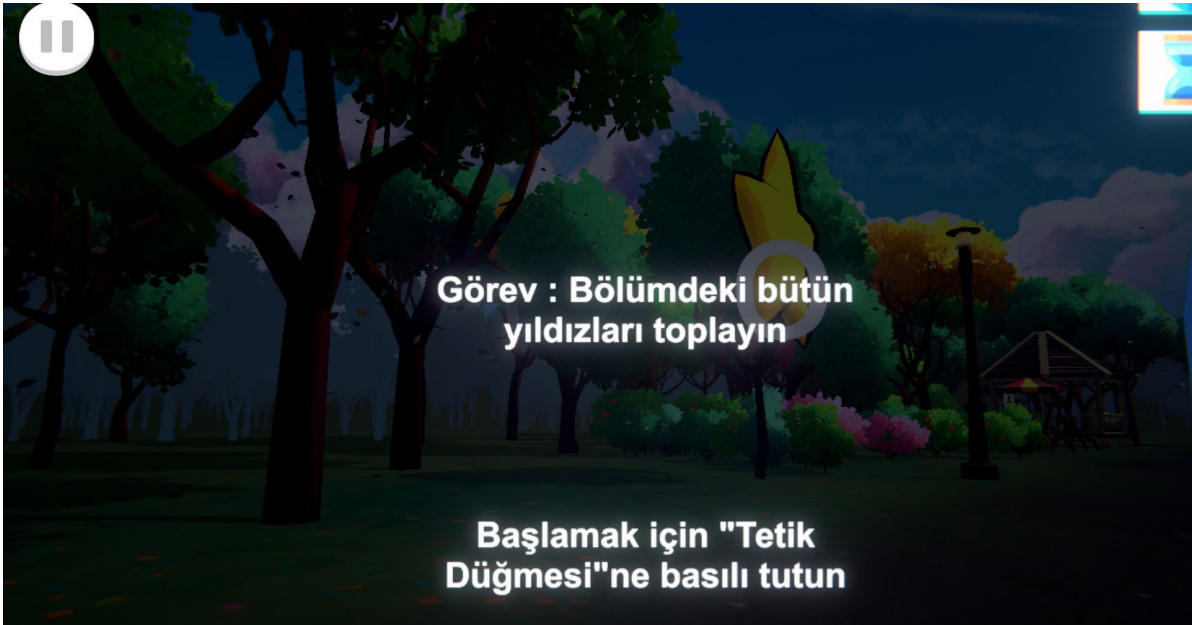 Görev : Bölümdeki bütün
yıldızları toplayın
Başlamak için "Tetik
Düğmesi"ne basılı tutun